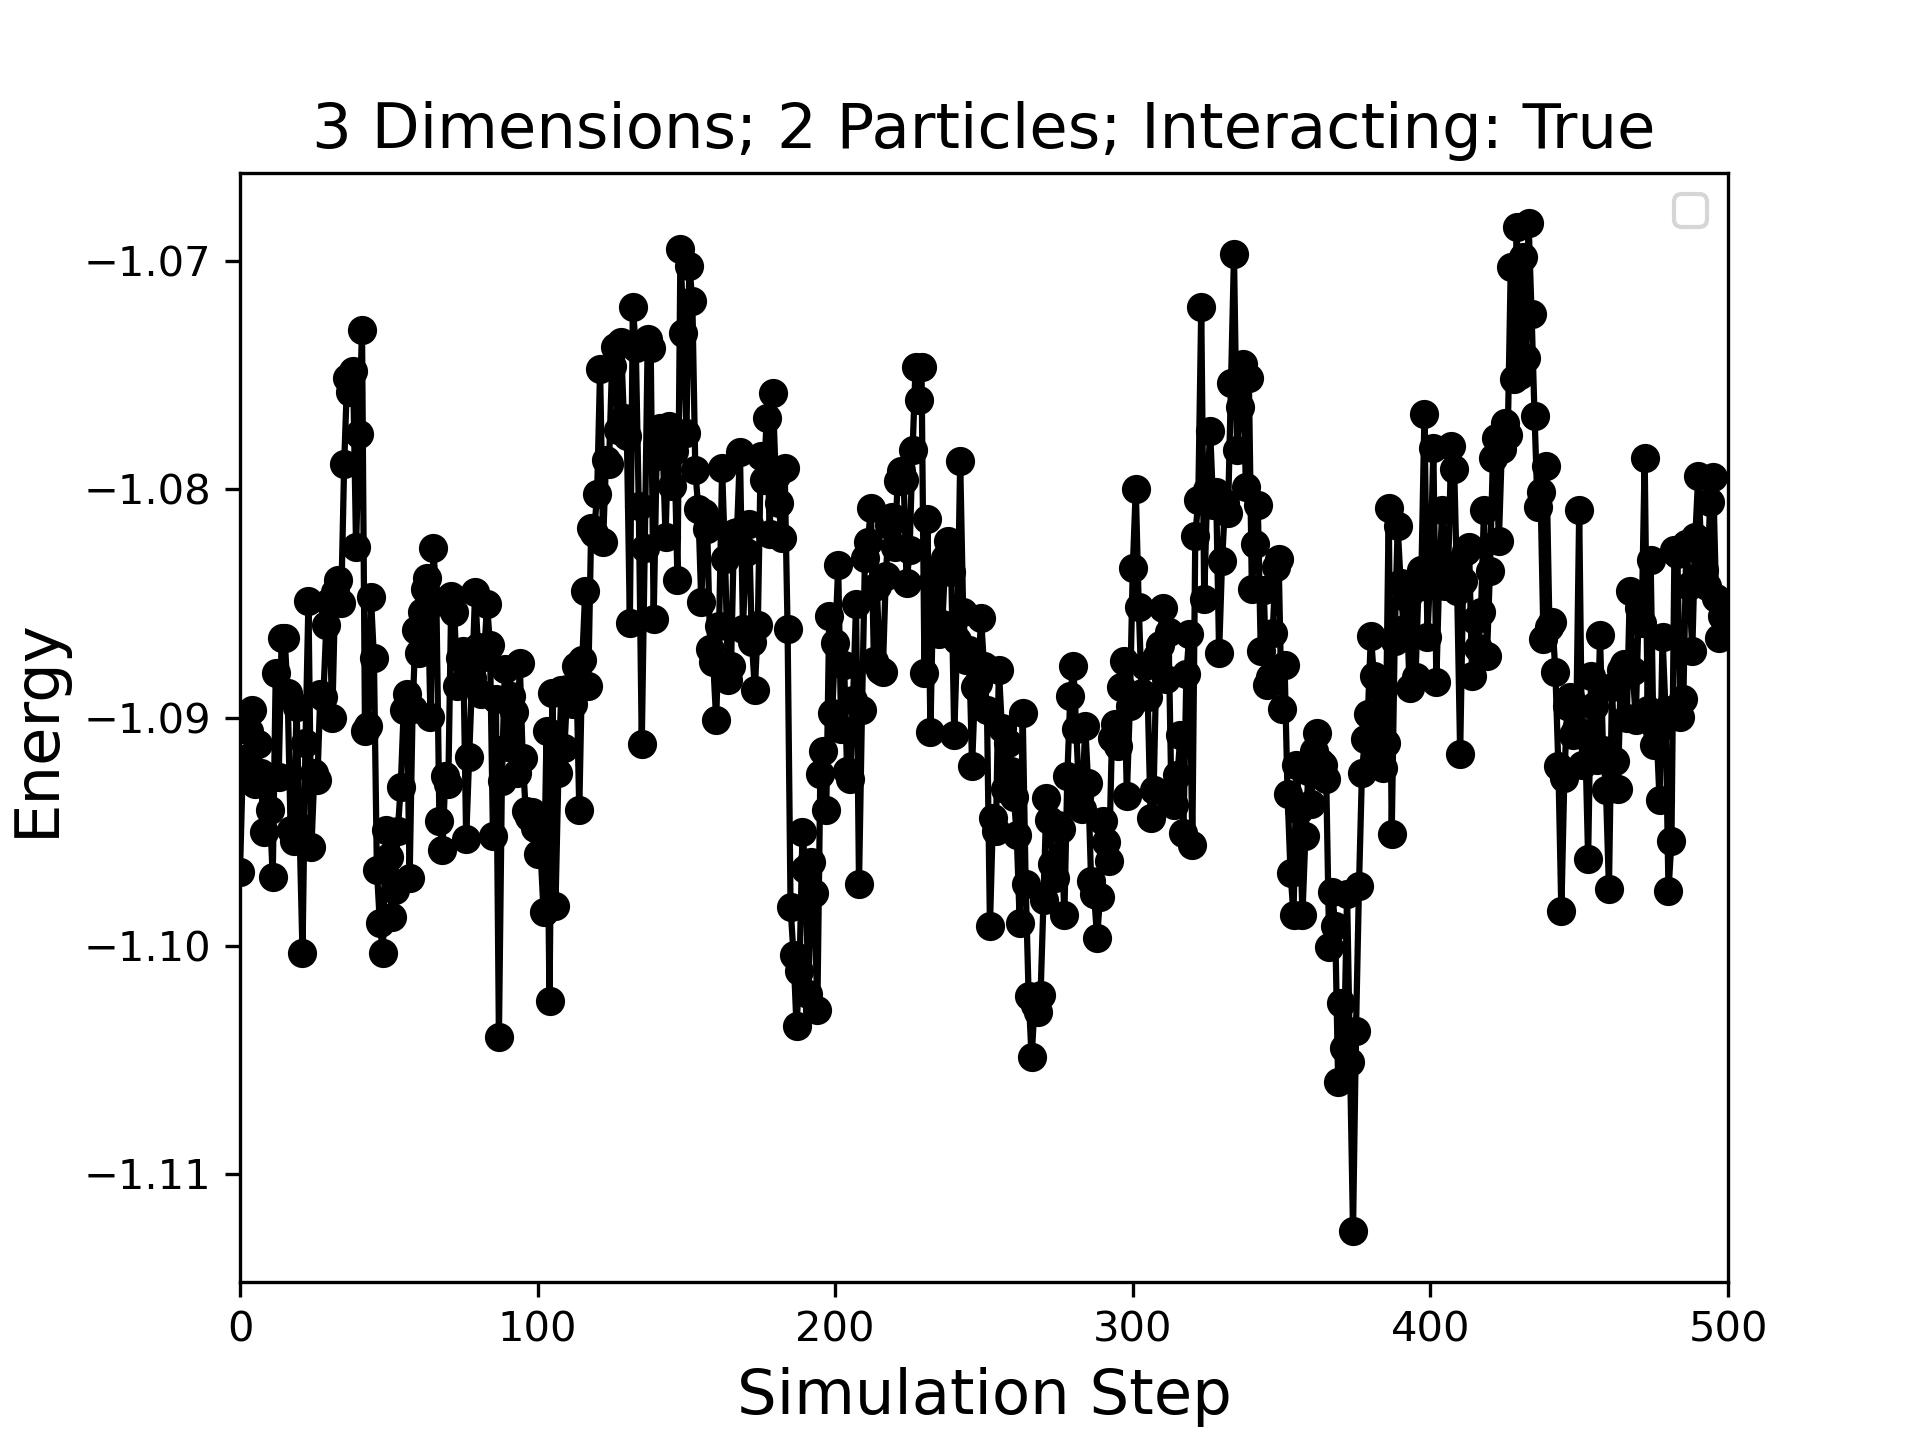 3 Dimensions; 2 Particles; Interacting: True
Energy
−1.07
−1.08
−1.09
−1.10
−1.11
0 100 200 300 400 500
Simulation Step